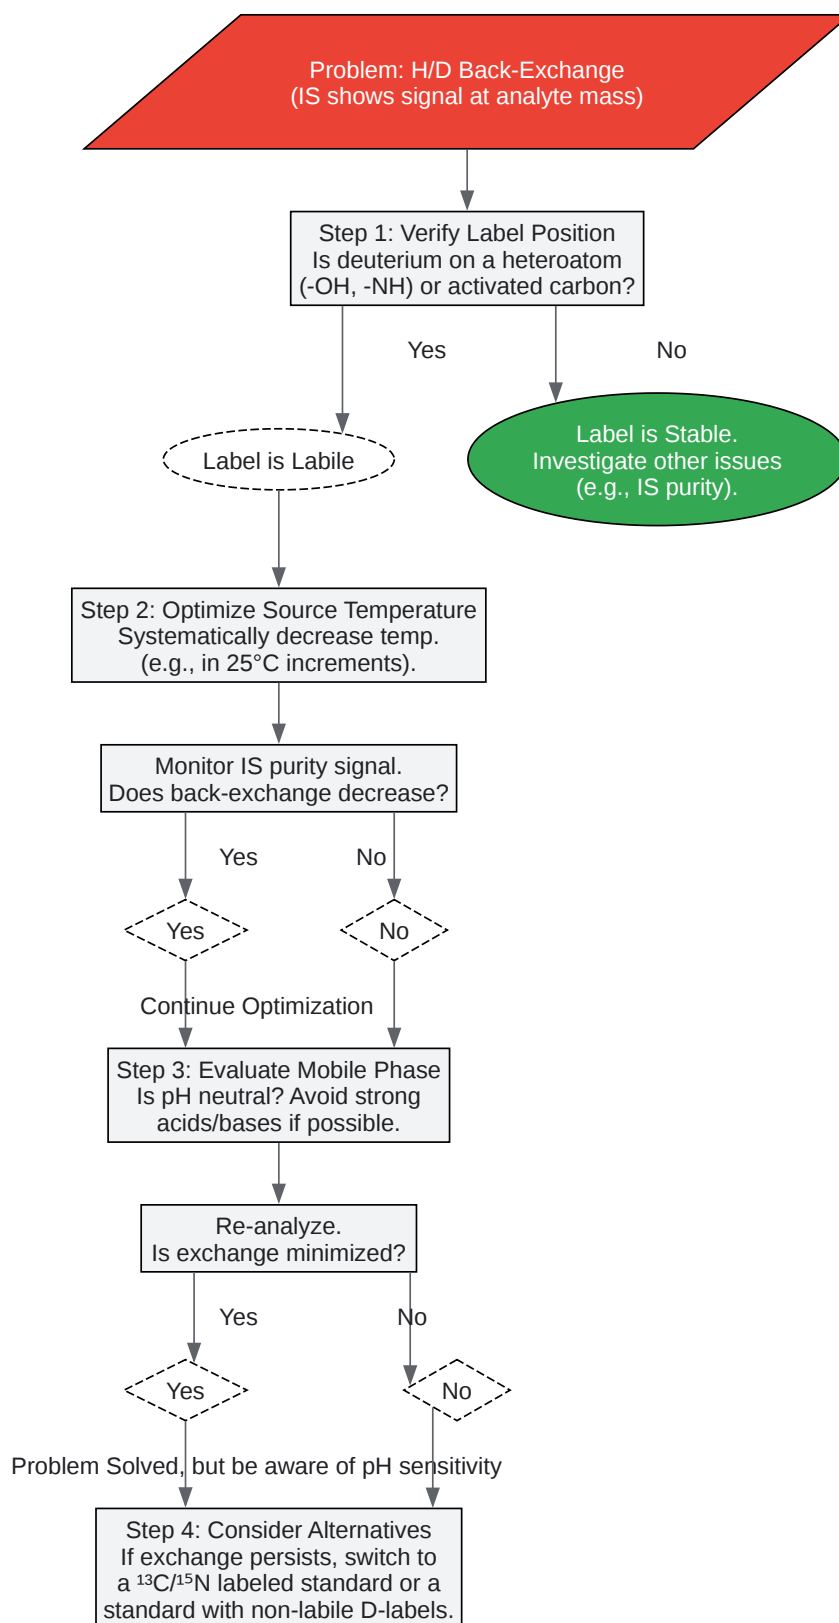 Problem: H/D Back-Exchange
(IS shows signal at analyte mass)
Step 1: Verify Label Position
Is deuterium on a heteroatom
(-OH, -NH) or activated carbon?
Yes
No
Label is Labile
Label is Stable.
Investigate other issues
(e.g., IS purity).
Step 2: Optimize Source Temperature
Systematically decrease temp.
(e.g., in 25°C increments).
Monitor IS purity signal.
Does back-exchange decrease?
Yes
No
Yes
No
Continue Optimization
Step 3: Evaluate Mobile Phase
Is pH neutral? Avoid strong
acids/bases if possible.
Re-analyze.
Is exchange minimized?
Yes
No
Yes
No
Problem Solved, but be aware of pH sensitivity
Step 4: Consider Alternatives
If exchange persists, switch to
a ¹³C/¹⁵N labeled standard or a
standard with non-labile D-labels.